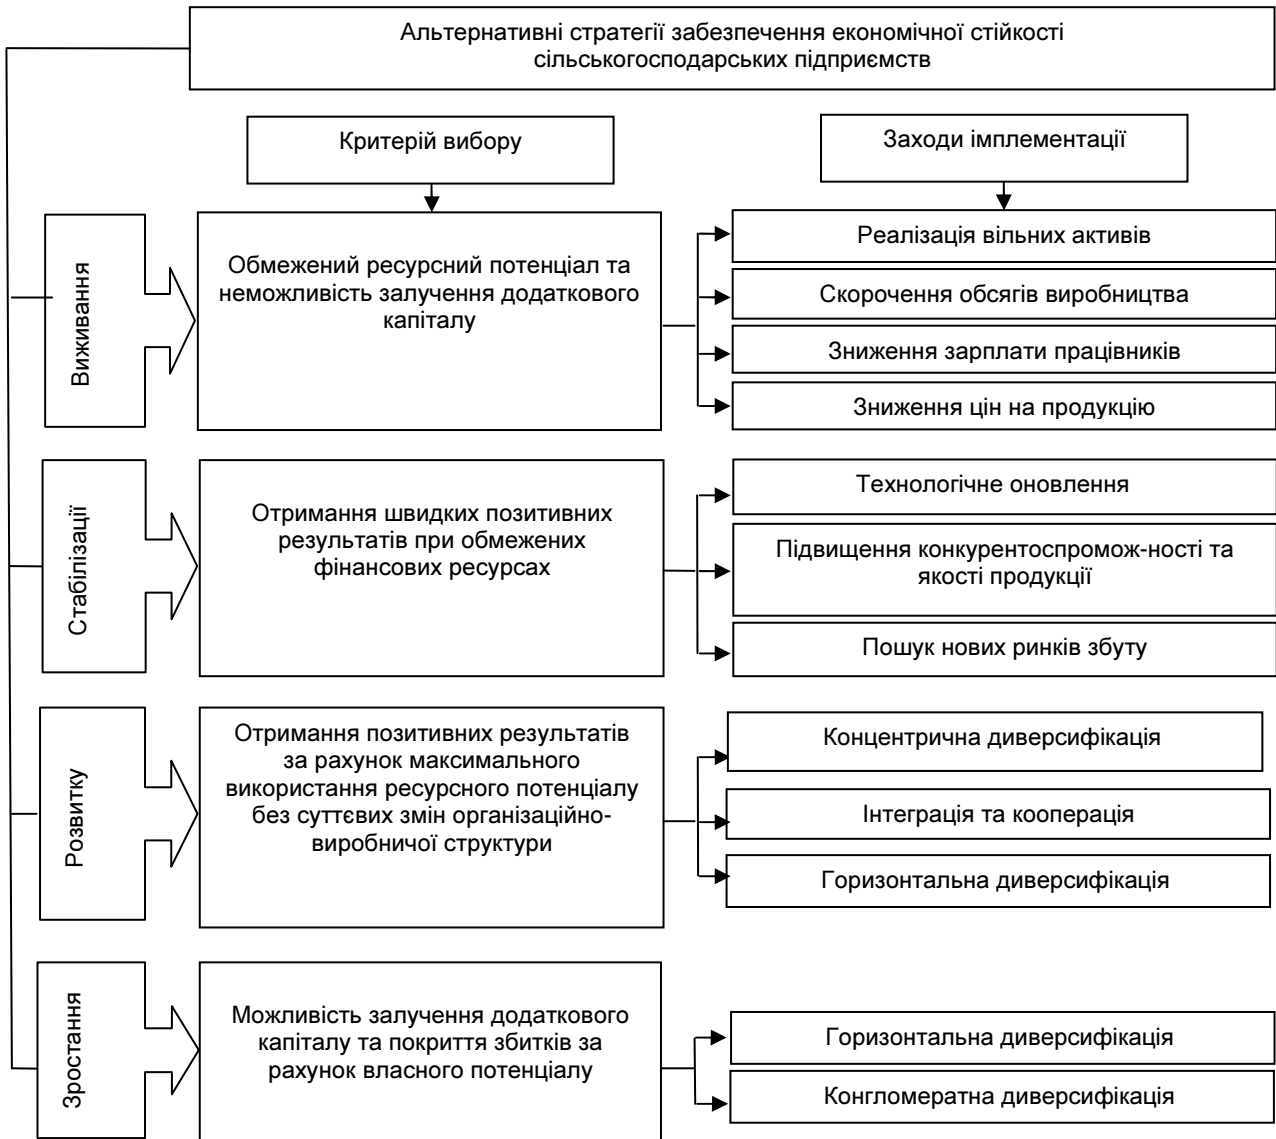 Альтернативні стратегії забезпечення економічної стійкості
сільськогосподарських підприємств
Критерій вибору
Заходи імплементації
Виживання
Обмежений ресурсний потенціал та
неможливість залучення додаткового
капіталу
Реалізація вільних активів
Скорочення обсягів виробництва
Зниження зарплати працівників
Зниження цін на продукцію
Стабілізації
Отримання швидких позитивних
результатів при обмежених
фінансових ресурсах
Технологічне оновлення
Підвищення конкурентоспромож-ності та
якості продукції
Пошук нових ринків збуту
Розвитку
Отримання позитивних результатів
за рахунок максимального
використання ресурсного потенціалу
без суттєвих змін організаційно-
виробничої структури
Концентрична диверсифікація
Інтеграція та кооперація
Горизонтальна диверсифікація
Зростання
Можливість залучення додаткового
капіталу та покриття збитків за
рахунок власного потенціалу
Горизонтальна диверсифікація
Конгломератна диверсифікація